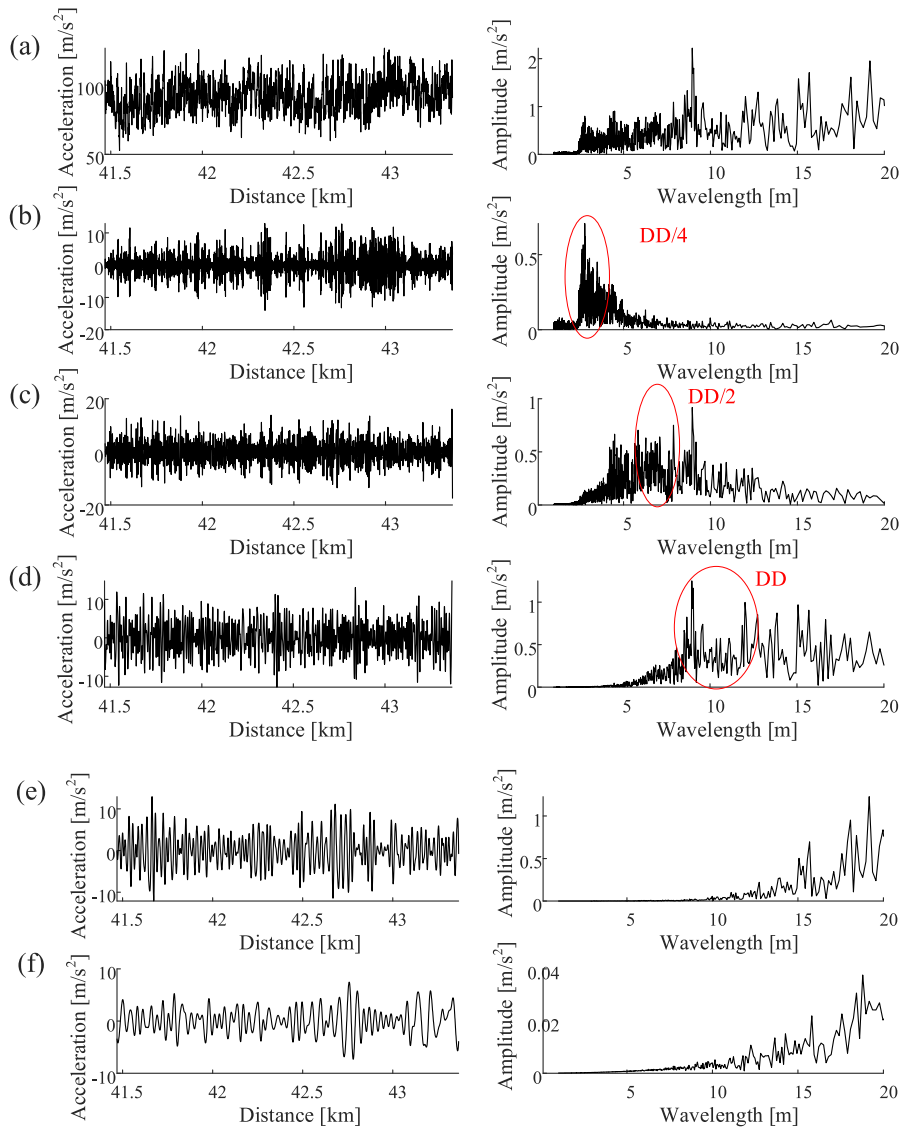 (a)
Acceleration [m/s²]
100
50
41.5 42 42.5 43
Distance [km]
Amplitude [m/s²]
2
1
0
5 10 15 20
Wavelength [m]
(b)
Acceleration [m/s²]
10
0
-10
-20
41.5 42 42.5 43
Distance [km]
Amplitude [m/s²]
0.5
0
DD/4
5 10 15 20
Wavelength [m]
(c)
Acceleration [m/s²]
20
0
-20
41.5 42 42.5 43
Distance [km]
Amplitude [m/s²]
1
0.5
0
DD/2
5 10 15 20
Wavelength [m]
(d)
Acceleration [m/s²]
10
0
-10
41.5 42 42.5 43
Distance [km]
Amplitude [m/s²]
1
0.5
0
DD
5 10 15 20
Wavelength [m]
(e)
Acceleration [m/s²]
10
0
-10
41.5 42 42.5 43
Distance [km]
Amplitude [m/s²]
1
0.5
0
5 10 15 20
Wavelength [m]
(f)
Acceleration [m/s²]
10
0
-10
41.5 42 42.5 43
Distance [km]
Amplitude [m/s²]
0.04
0.02
0
5 10 15 20
Wavelength [m]